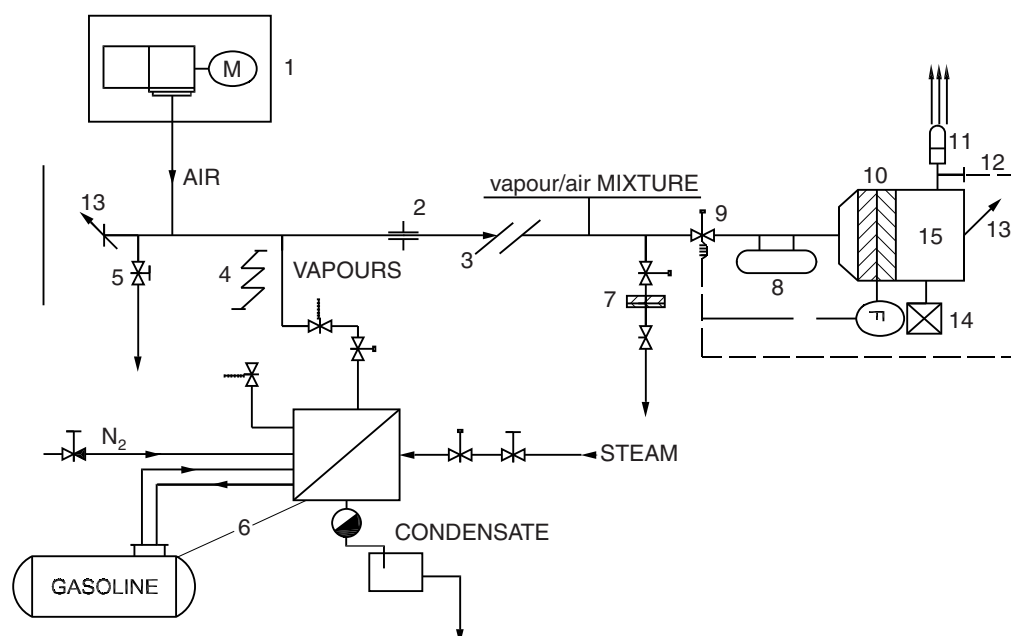 1
M
11
AIR
12
vapour/air MIXTURE
10
13
2
9
15
13
3
5
4
VAPOURS
7
8
F
14
N2
STEAM
6
CONDENSATE
GASOLINE